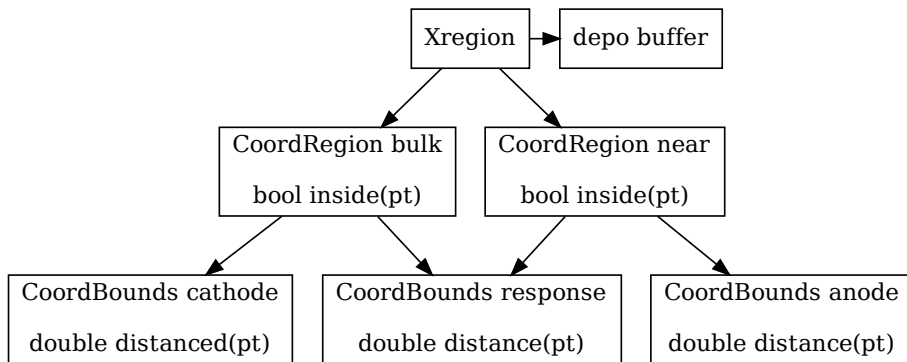 Xregion
depo buffer
CoordRegion bulk
bool inside(pt)
CoordRegion near
bool inside(pt)
CoordBounds cathode
double distanced(pt)
CoordBounds response
double distance(pt)
CoordBounds anode
double distance(pt)